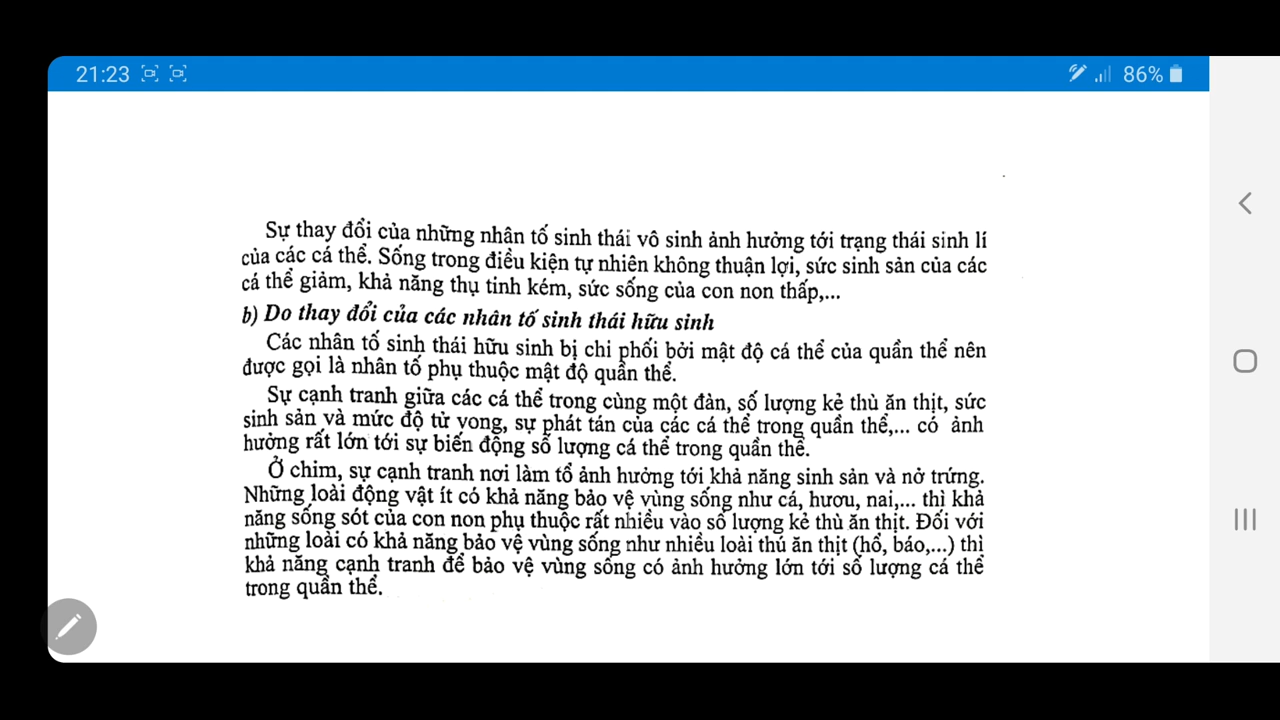 21:23
86%
Sự thay đổi của những nhân tố sinh thái vô sinh ảnh hưởng tới trạng thái sinh lí
của các cá thể. Sống trong điều kiện tự nhiên không thuận lợi, sức sinh sản của các
cá thể giảm, khả năng thụ tinh kém, sức sống của con non thấp,...
b) Do thay đổi của các nhân tố sinh thái hữu sinh
Các nhân tố sinh thái hữu sinh bị chi phối bởi mật độ cá thể của quần thể nên
được gọi là nhân tố phụ thuộc mật độ quần thể.
Sự cạnh tranh giữa các cá thể trong cùng một đàn, số lượng kẻ thù ăn thịt, sức
sinh sản và mức độ tử vong, sự phát tán của các cá thể trong quần thể,... có ảnh
hưởng rất lớn tới sự biến động số lượng cá thể trong quần thể.
Ở chim, sự cạnh tranh nơi làm tổ ảnh hưởng tới khả năng sinh sản và nở trứng.
Những loài động vật ít có khả năng bảo vệ vùng sống như cá, hươu, nai,... thì khả
năng sống sót của con non phụ thuộc rất nhiều vào số lượng kẻ thù ăn thịt. Đối với
những loài có khả năng bảo vệ vùng sống như nhiều loài thú ăn thịt (hổ, báo,...) thì
khả năng cạnh tranh để bảo vệ vùng sống có ảnh hưởng lớn tới số lượng cá thể
trong quần thể.